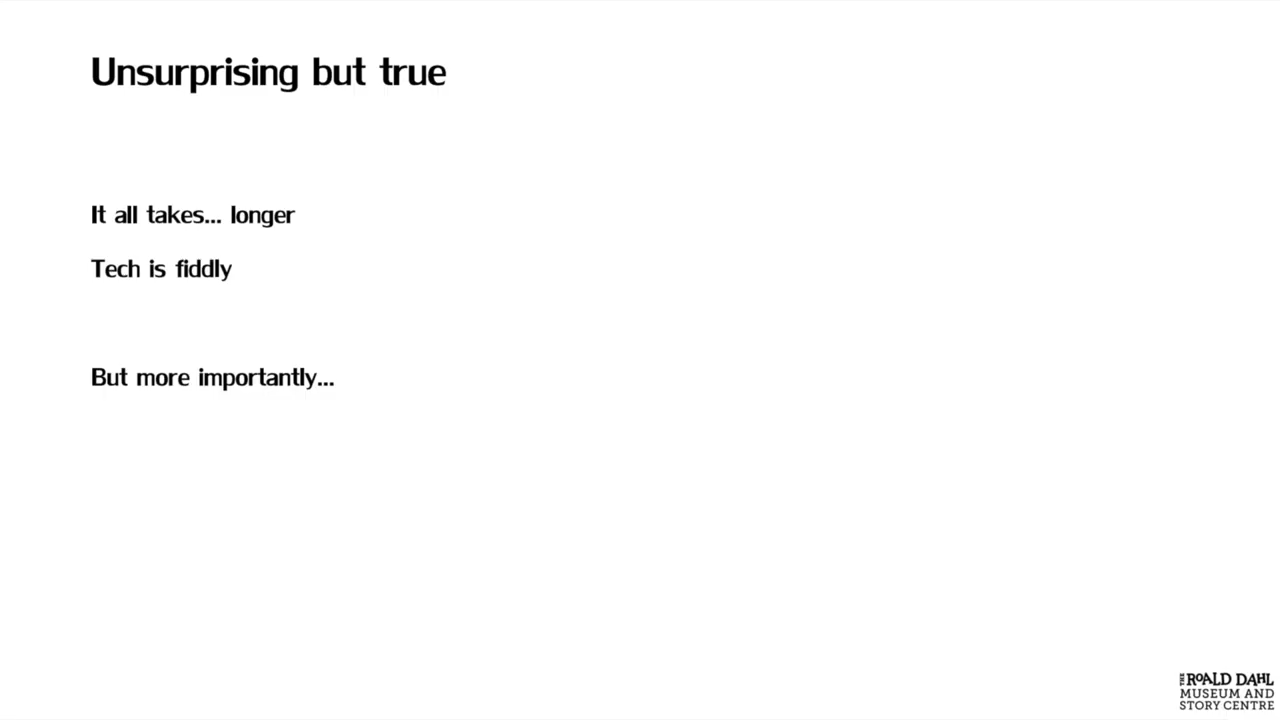 Unsurprising but true
It all takes... longer
Tech is fiddly
But more importantly...
THE ROALD DAHL
MUSEUM AND
STORY CENTRE